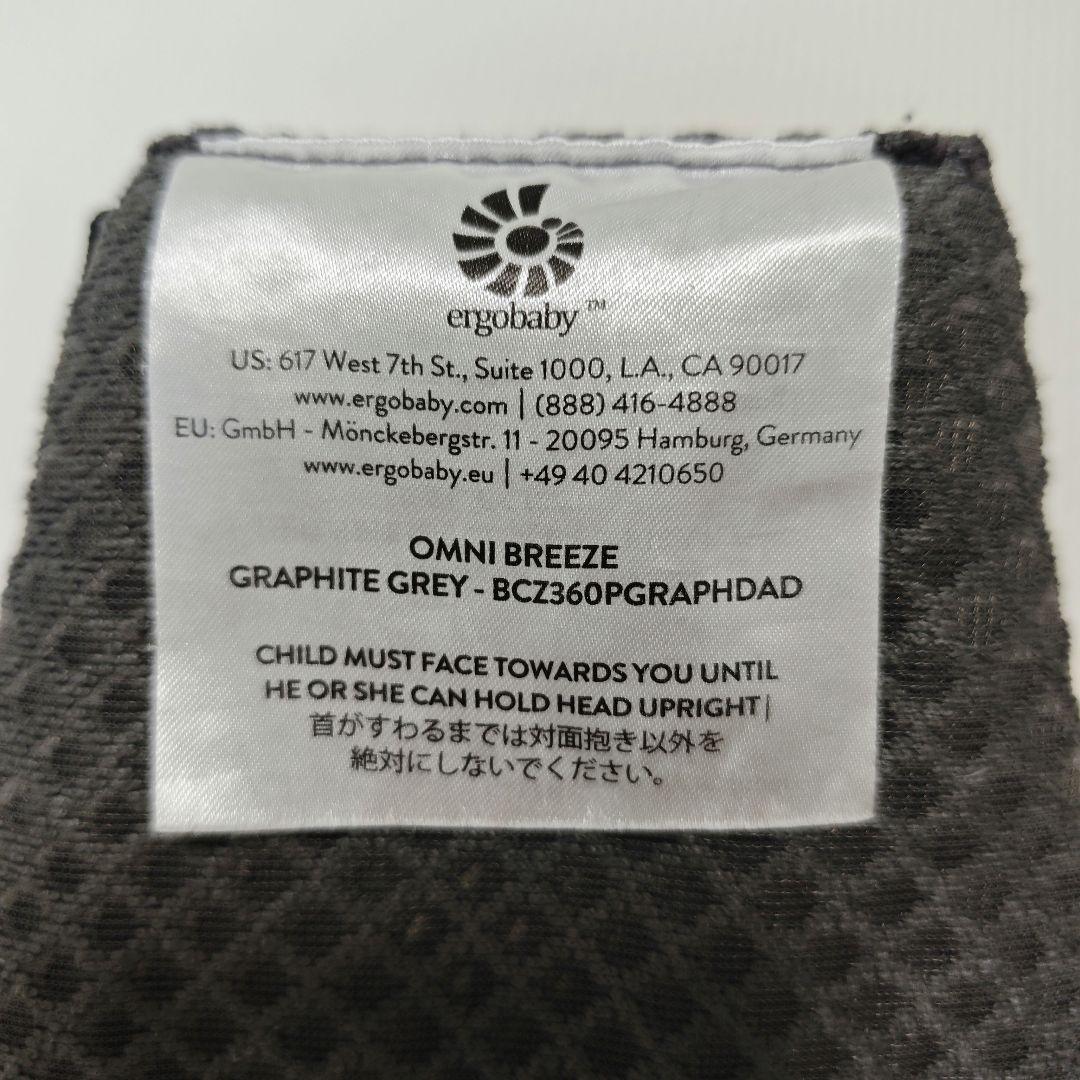 ergobaby™
US: 617 West 7th St., Suite 1000, L.A., CA 90017
www.ergobaby.com | (888) 416-4888
EU: GmbH - Mönckebergstr. 11 - 20095 Hamburg, Germany
www.ergobaby.eu | +49 40 4210650
OMNI BREEZE
GRAPHITE GREY - BCZ360PGRAPHDAD
CHILD MUST FACE TOWARDS YOU UNTIL
HE OR SHE CAN HOLD HEAD UPRIGHT|
首がすわるまでは対面抱き以外を
絶対にしないでください。